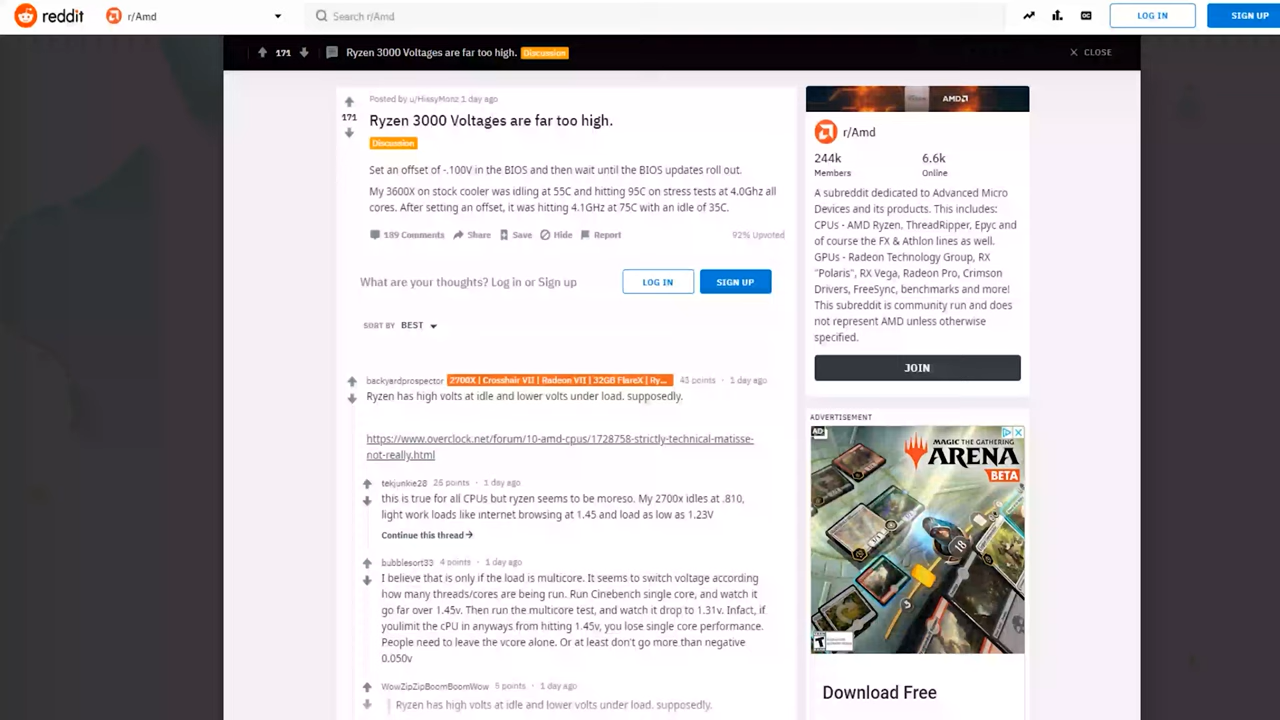 reddit
r/Amd
Search r/Amd
LOG IN
SIGN UP
171
Ryzen 3000 Voltages are far too high.
Discussion
CLOSE
Posted by u/HissyMonz 1 day ago
171
Ryzen 3000 Voltages are far too high.
Discussion
Set an offset of -.100V in the BIOS and then wait until the BIOS updates roll out.
My 3600X on stock cooler was idling at 55C and hitting 95C on stress tests at 4.0Ghz all
cores. After setting an offset, it was hitting 4.1GHz at 75C with an idle of 35C.
189 Comments Share Save Hide Report 92% Upvoted
What are your thoughts? Log in or Sign up
LOG IN
SIGN UP
SORT BY BEST
backyardprospector 2700X | Crosshair VII | Radeon VII | 32GB FlareX | Ry... 43 points · 1 day ago
Ryzen has high volts at idle and lower volts under load. supposedly.
https://www.overclock.net/forum/10-amd-cpus/1728758-strictly-technical-matisse-
not-really.html
tekjunkie28 26 points · 1 day ago
this is true for all CPUs but ryzen seems to be moreso. My 2700x idles at .810,
light work loads like internet browsing at 1.45 and load as low as 1.23V
Continue this thread
bubblesort33 4 points · 1 day ago
I believe that is only if the load is multicore. It seems to switch voltage according
how many threads/cores are being run. Run Cinebench single core, and watch it
go far over 1.45v. Then run the multicore test, and watch it drop to 1.31v. Infact, if
youlimit the cPU in anyways from hitting 1.45v, you lose single core performance.
People need to leave the vcore alone. Or at least don't go more than negative
0.050v
WowZipZipBoomBoomWow 5 points · 1 day ago
Ryzen has high volts at idle and lower volts under load. supposedly.
AMD
r/Amd
244k
Members
6.6k
Online
A subreddit dedicated to Advanced Micro
Devices and its products. This includes:
CPUs - AMD Ryzen, ThreadRipper, Epyc and
of course the FX & Athlon lines as well.
GPUs - Radeon Technology Group, RX
"Polaris", RX Vega, Radeon Pro, Crimson
Drivers, FreeSync, benchmarks and more!
This subreddit is community run and does
not represent AMD unless otherwise
specified.
JOIN
ADVERTISEMENT
AD
MAGIC THE GATHERING
ARENA
BETA
18
Download Free